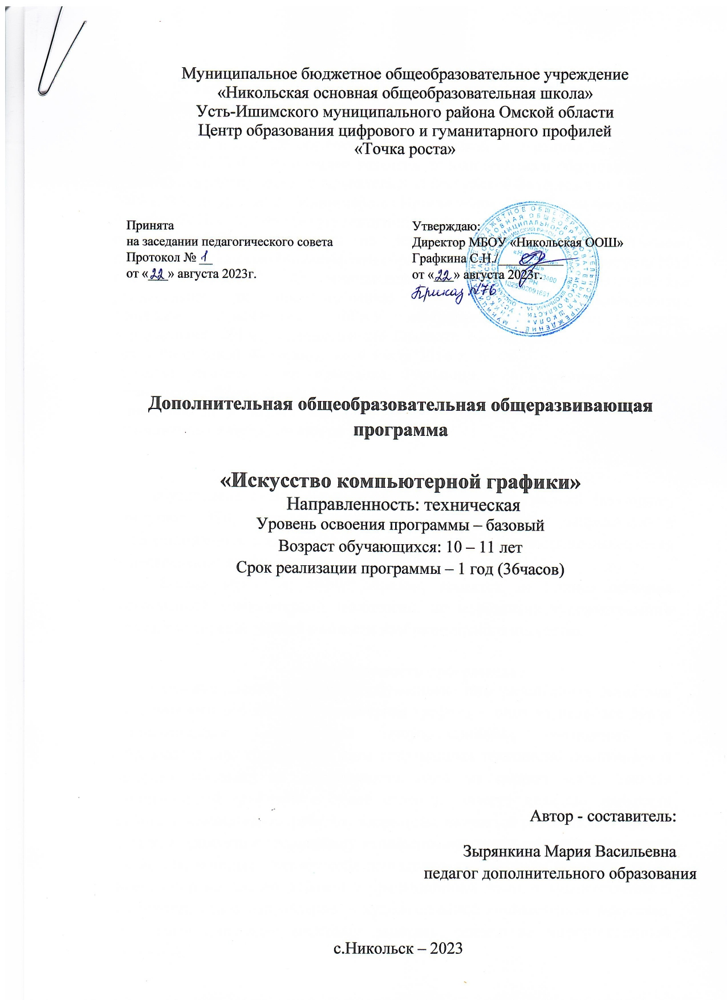 Муниципальное бюджетное общеобразовательное учреждение
«Никольская основная общеобразовательная школа»
Усть-Ишимского муниципального района Омской области
Центр образования цифрового и гуманитарного профилей
«Точка роста»
Принята
на заседании педагогического совета
Протокол № 1
от «22» августа 2023г.
Утверждаю:
Директор МБОУ «Никольская ООШ»
Графкина С.Н./
от «22» августа 2023г.
Приказ №76
Дополнительная общеобразовательная общеразвивающая
программа
«Искусство компьютерной графики»
Направленность: техническая
Уровень освоения программы – базовый
Возраст обучающихся: 10 – 11 лет
Срок реализации программы – 1 год (36часов)
Автор - составитель:
Зырянкина Мария Васильевна
педагог дополнительного образования
с.Никольск – 2023